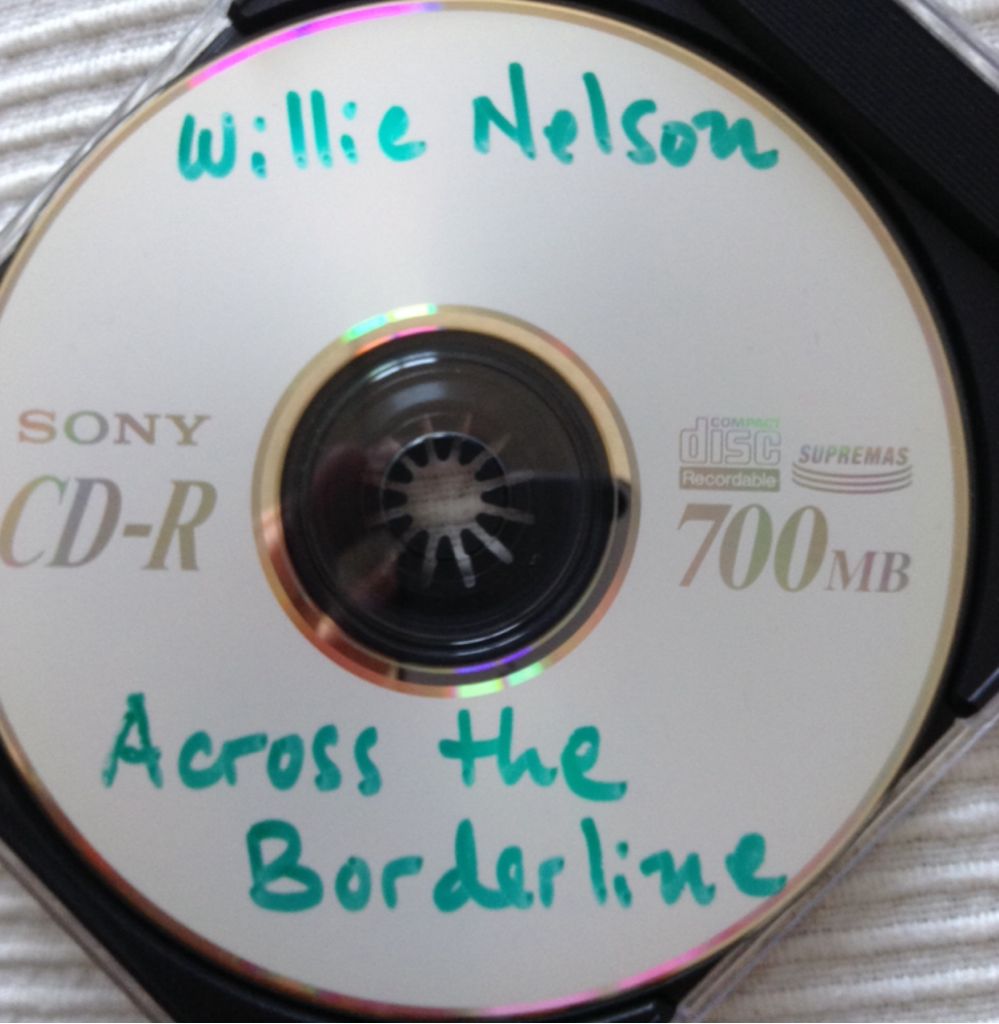 Willie Nelson
SONY
CD-R
COMPACT
disc
Recordable
SUPREMAS
700MB
Across the
Borderline